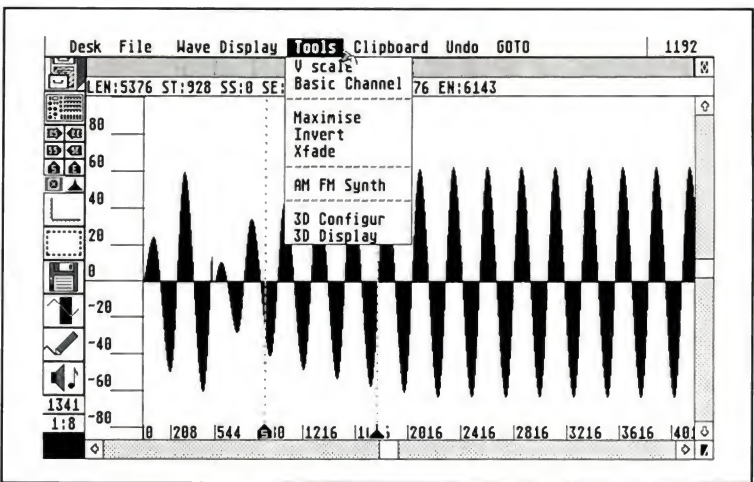 Desk File Wave Display Tools Clipboard Undo GOTO 1192
V scale
LEN:5376 ST:928 SS:0 SE: 76 EN:6143
Basic Channel
Maximise
Invert
Xfade
AM FM Synth
3D Configur
3D Display
80
60
40
20
0
-20
-40
-60
-80
1341
1:8
0 208 544 1216 2016 2416 2816 3216 3616